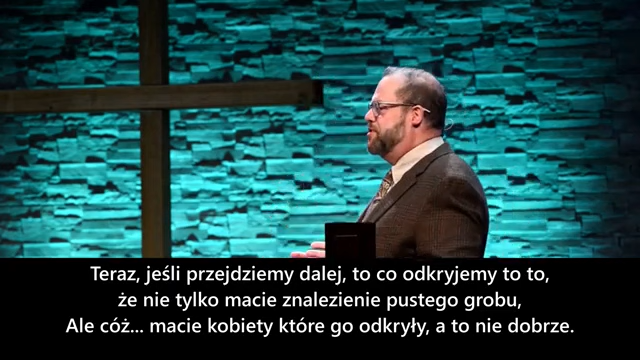 Teraz, jeśli przejdziemy dalej, to co odkryjemy to to,
że nie tylko macie znalezienie pustego grobu,
Ale cóż... macie kobiety które go odkryły, a to nie dobrze.